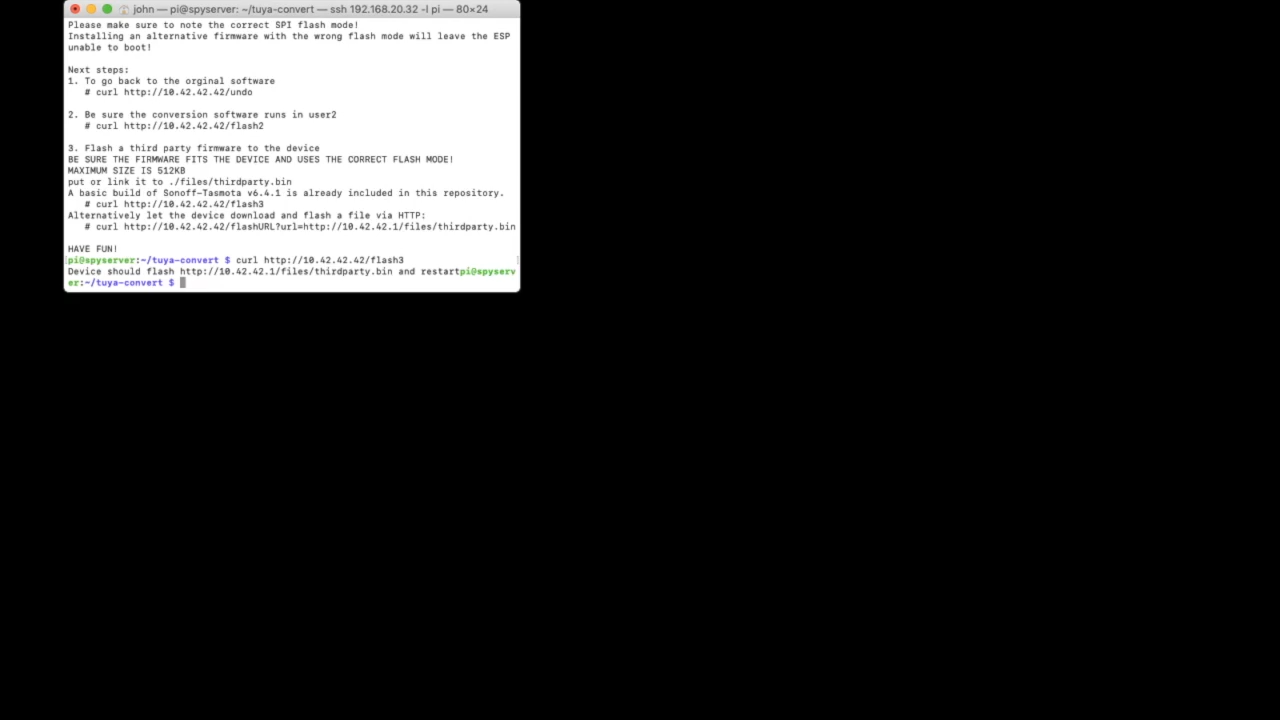 john — pi@spyserver: ~/tuya-convert — ssh 192.168.20.32 -l pi — 80×24
Please make sure to note the correct SPI flash mode!
Installing an alternative firmware with the wrong flash mode will leave the ESP
unable to boot!
Next steps:
1. To go back to the orginal software
# curl http://10.42.42.42/undo
2. Be sure the conversion software runs in user2
# curl http://10.42.42.42/flash2
3. Flash a third party firmware to the device
BE SURE THE FIRMWARE FITS THE DEVICE AND USES THE CORRECT FLASH MODE!
MAXIMUM SIZE IS 512KB
put or link it to ./files/thirdparty.bin
A basic build of Sonoff-Tasmota v6.4.1 is already included in this repository.
# curl http://10.42.42.42/flash3
Alternatively let the device download and flash a file via HTTP:
# curl http://10.42.42.42/flashURL?url=http://10.42.42.1/files/thirdparty.bin
HAVE FUN!
pi@spyserver:~/tuya-convert $ curl http://10.42.42.42/flash3
Device should flash http://10.42.42.1/files/thirdparty.bin and restartpi@spyserv
er:~/tuya-convert $